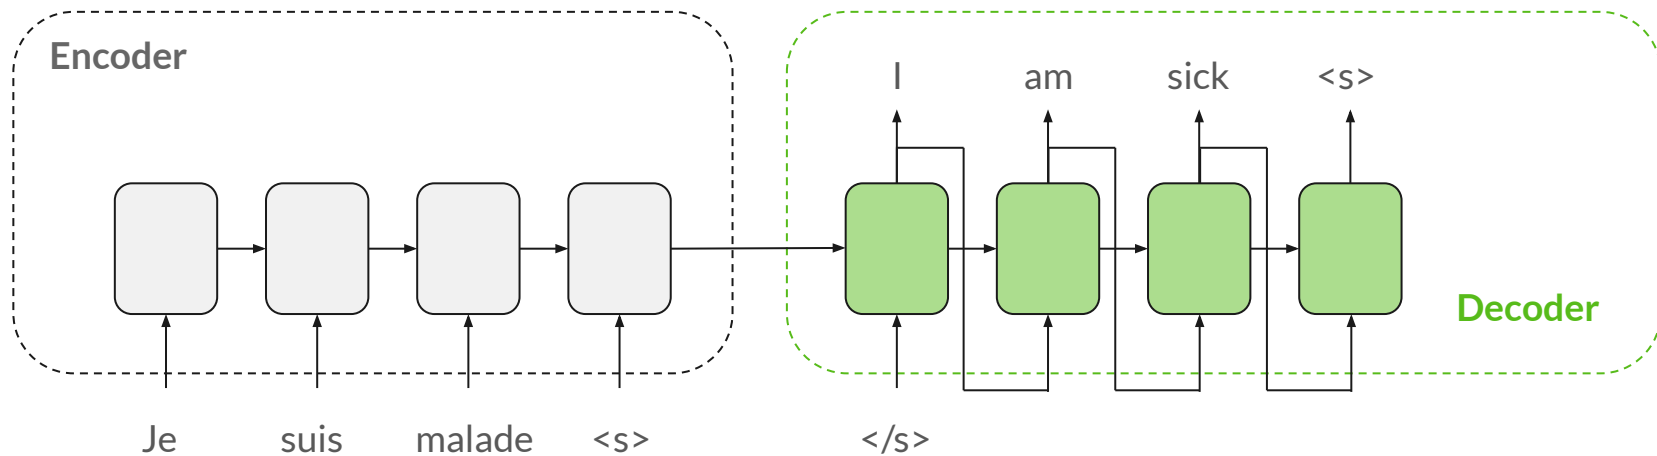 Encoder
I am sick <s>
Decoder
Je suis malade <s> </s>